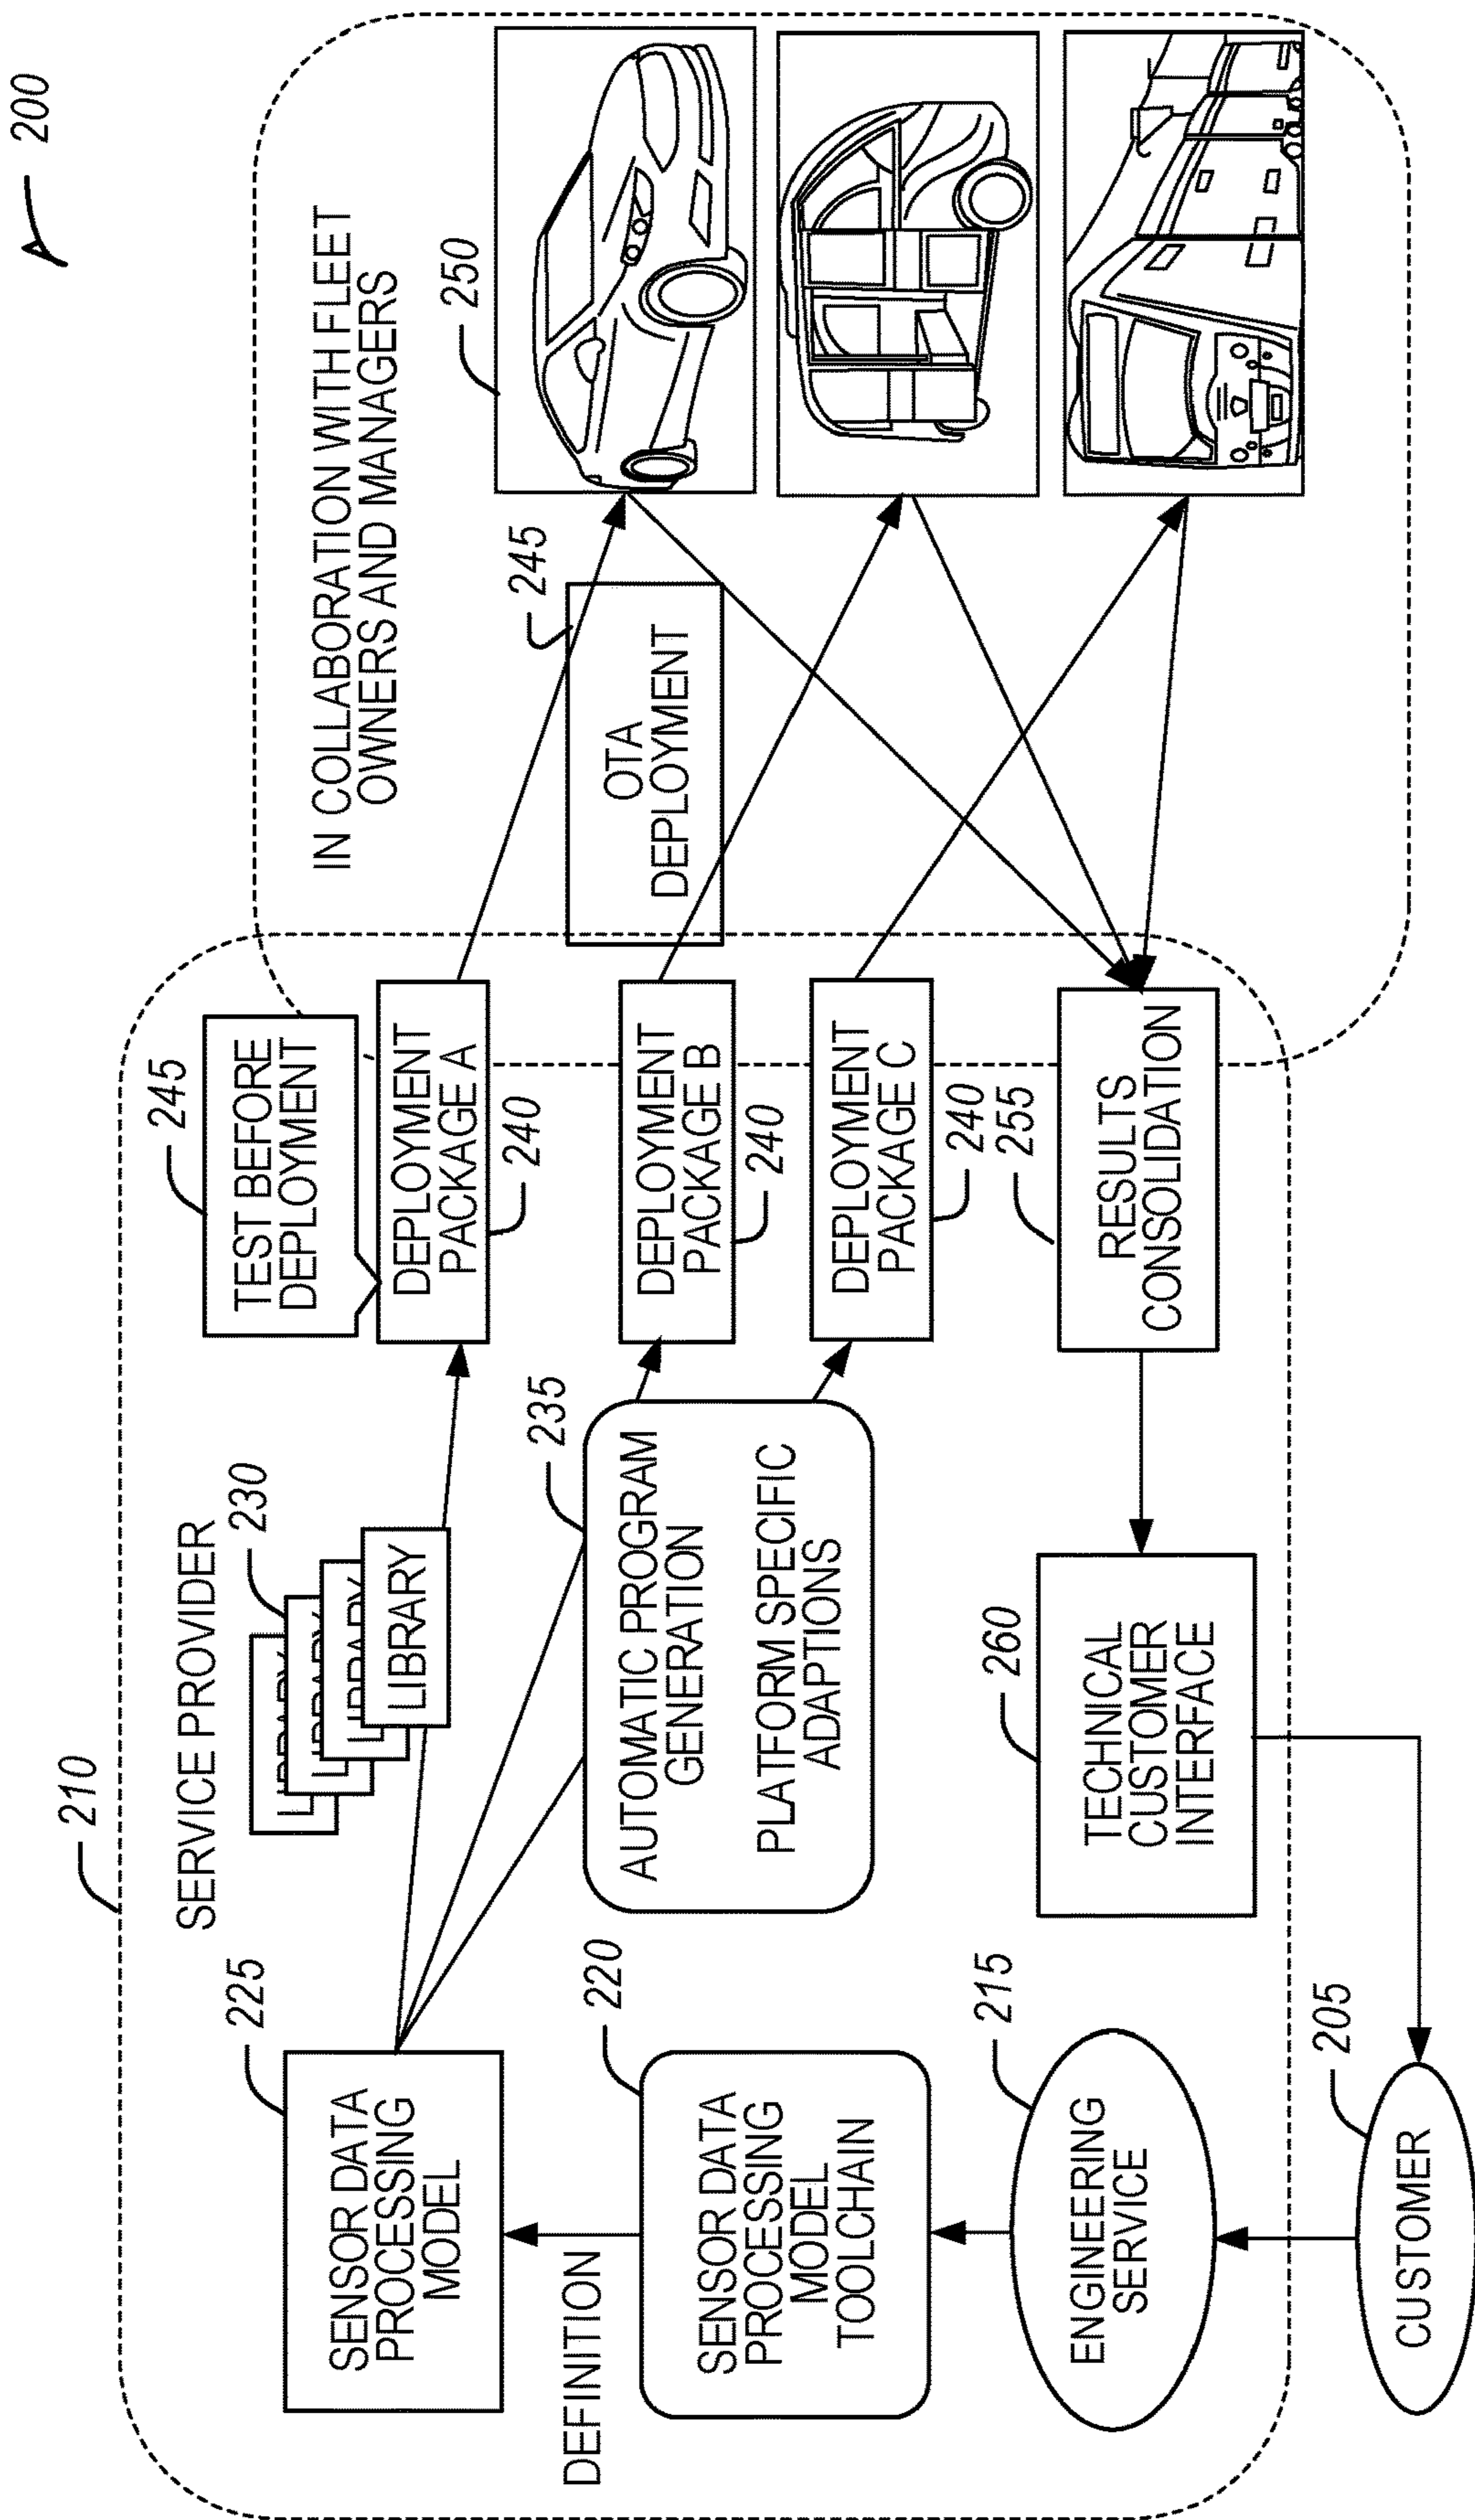 200
210
SERVICE PROVIDER
IN COLLABORATION WITH FLEET
OWNERS AND MANAGERS
225
SENSOR DATA
PROCESSING
MODEL
230
LIBRARY
LIBRARY
LIBRARY
LIBRARY
245
TEST BEFORE
DEPLOYMENT
DEPLOYMENT
PACKAGE A
240
250
DEFINITION
220
SENSOR DATA
PROCESSING
MODEL
TOOLCHAIN
235
AUTOMATIC PROGRAM
GENERATION
PLATFORM SPECIFIC
ADAPTIONS
DEPLOYMENT
PACKAGE B
240
245
OTA
DEPLOYMENT
DEPLOYMENT
PACKAGE C
240
215
ENGINEERING
SERVICE
260
TECHNICAL
CUSTOMER
INTERFACE
255
RESULTS
CONSOLIDATION
205
CUSTOMER